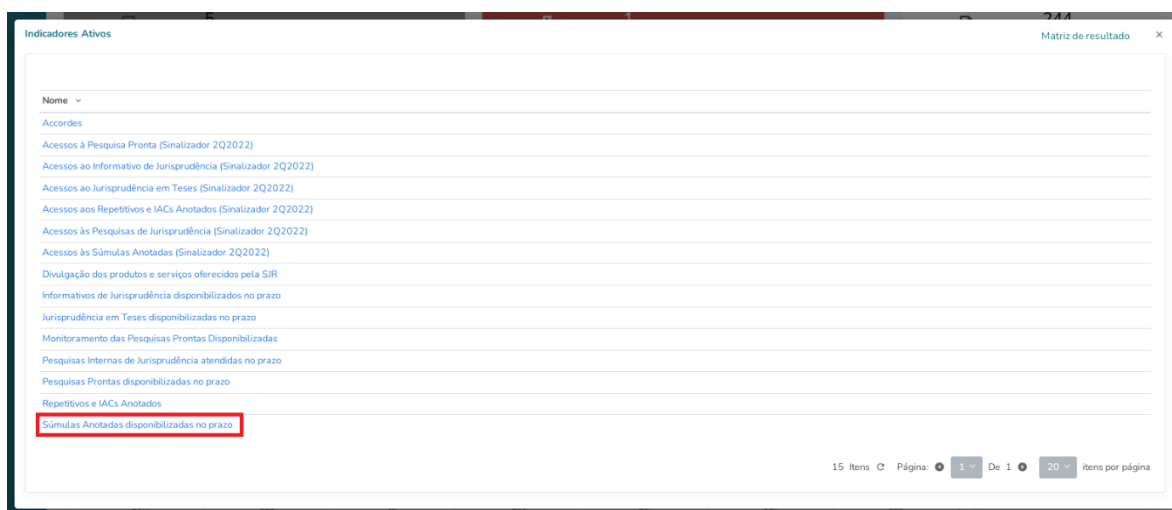 5
1
244
Indicadores Ativos
Matriz de resultado
Nome
Accordes
Acessos à Pesquisa Pronta (Sinalizador 2Q2022)
Acessos ao Informativo de Jurisprudência (Sinalizador 2Q2022)
Acessos ao Jurisprudência em Teses (Sinalizador 2Q2022)
Acessos aos Repetitivos e IACs Anotados (Sinalizador 2Q2022)
Acessos às Pesquisas de Jurisprudência (Sinalizador 2Q2022)
Acessos às Súmulas Anotadas (Sinalizador 2Q2022)
Divulgação dos produtos e serviços oferecidos pela SJR
Informativos de Jurisprudência disponibilizados no prazo
Jurisprudência em Teses disponibilizadas no prazo
Monitoramento das Pesquisas Prontas Disponibilizadas
Pesquisas Internas de Jurisprudência atendidas no prazo
Pesquisas Prontas disponibilizadas no prazo
Repetitivos e IACs Anotados
Súmulas Anotadas disponibilizadas no prazo
15 Itens Página: 1 De 1 20 itens por página